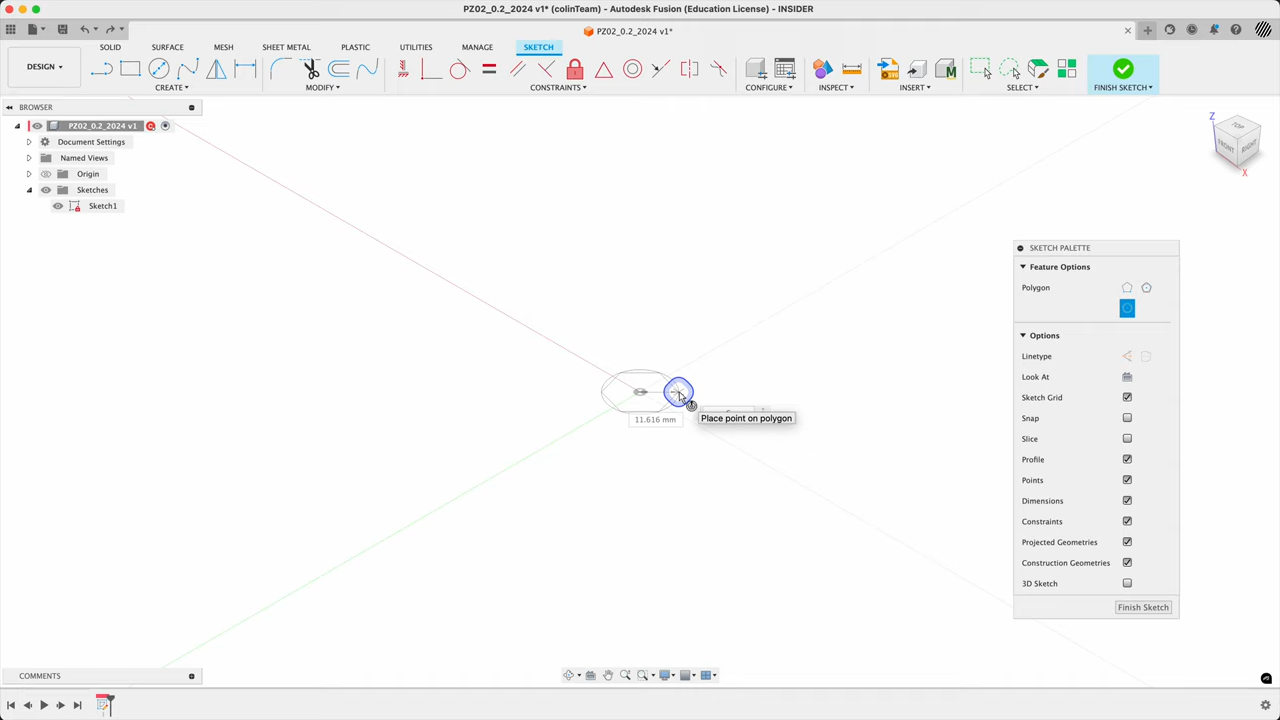 PZ02_0.2_2024 v1* (colinTeam) - Autodesk Fusion (Education License) - INSIDER
PZ02_0.2_2024 v1*
SOLID SURFACE MESH SHEET METAL PLASTIC UTILITIES MANAGE SKETCH
DESIGN
CREATE MODIFY CONSTRAINTS CONFIGURE INSPECT INSERT SELECT FINISH SKETCH
BROWSER
PZ02_0.2_2024 v1
Document Settings
Named Views
Origin
Sketches
Sketch1
Z
TOP
FRONT RIGHT
X
SKETCH PALETTE
Feature Options
Polygon
Options
Linetype
Look At
Sketch Grid
Snap
Slice
Profile
Points
Dimensions
Constraints
Projected Geometries
Construction Geometries
3D Sketch
Finish Sketch
11.616 mm
Place point on polygon
COMMENTS